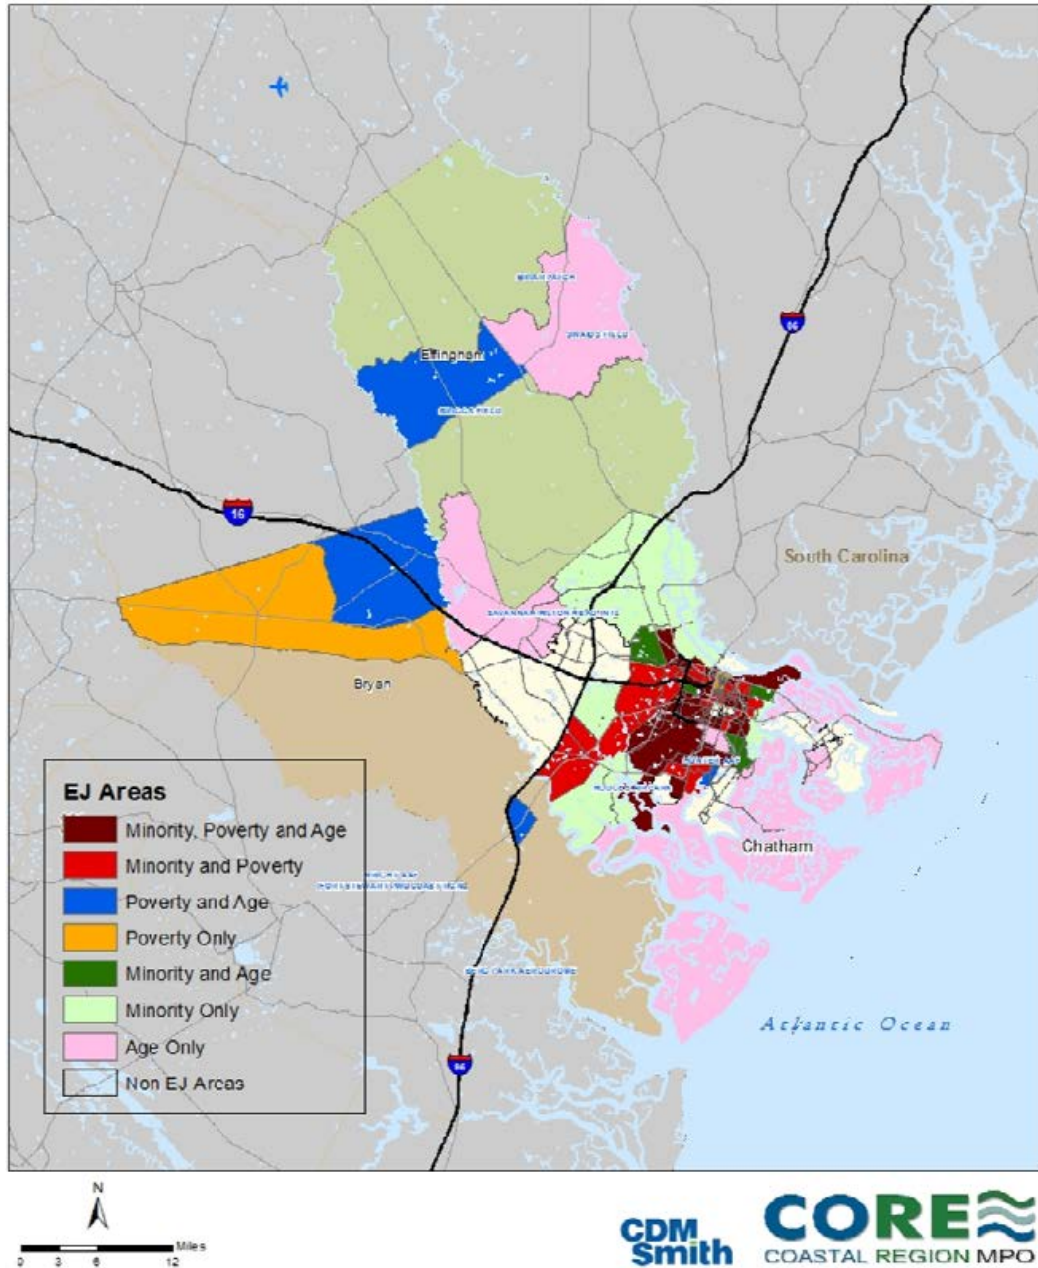 16
95
South Carolina
Effingham
Bryan
Chatham
Atlantic Ocean
EJ Areas
Minority, Poverty and Age
Minority and Poverty
Poverty and Age
Poverty Only
Minority and Age
Minority Only
Age Only
Non EJ Areas
N
0 3 6 12 Miles
CDM
Smith
CORE
COASTAL REGION MPO